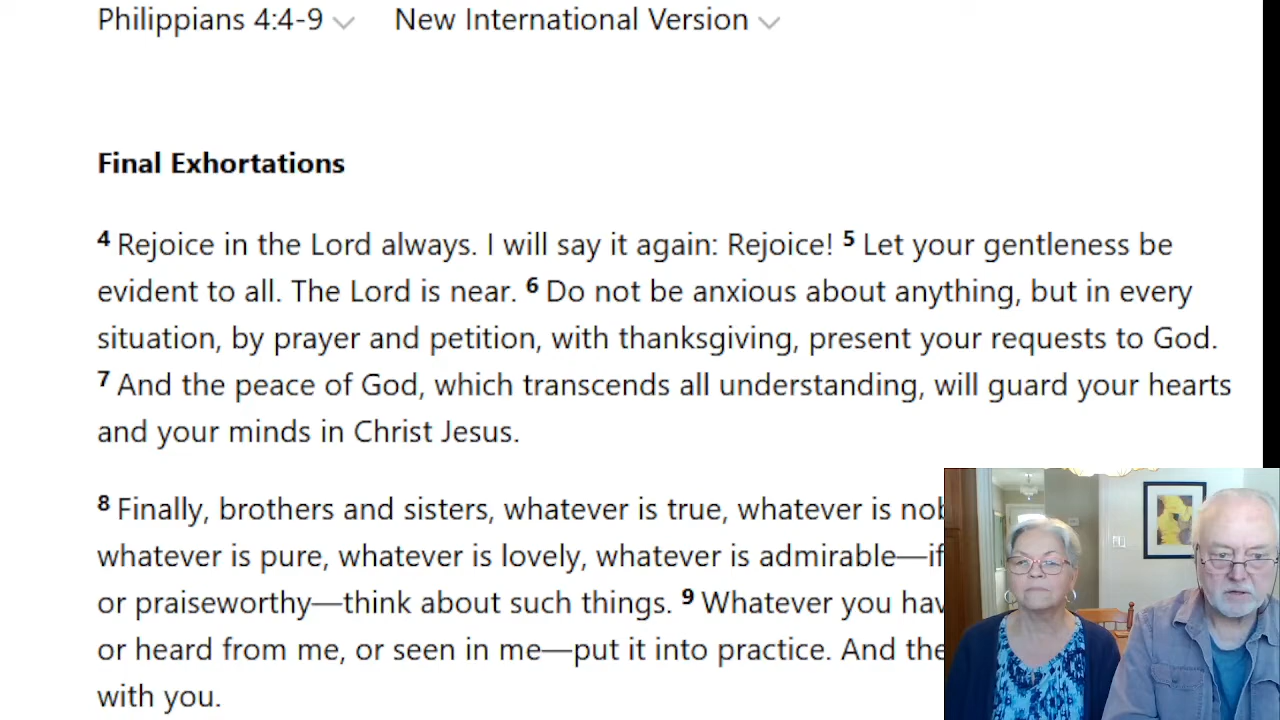 Philippians 4:4-9 New International Version
Final Exhortations
4 Rejoice in the Lord always. I will say it again: Rejoice! 5 Let your gentleness be
evident to all. The Lord is near. 6 Do not be anxious about anything, but in every
situation, by prayer and petition, with thanksgiving, present your requests to God.
7 And the peace of God, which transcends all understanding, will guard your hearts
and your minds in Christ Jesus.
8 Finally, brothers and sisters, whatever is true, whatever is
whatever is pure, whatever is lovely, whatever is admirable—if
or praiseworthy—think about such things. 9 Whatever you
or heard from me, or seen in me—put it into practice. And
with you.